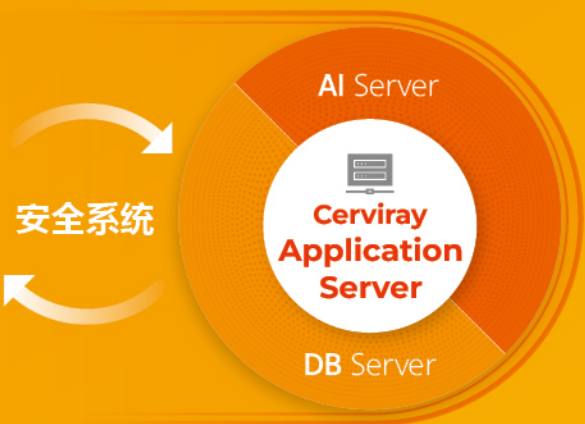 AI Server
安全系统
Cerviray
Application
Server
DB Server